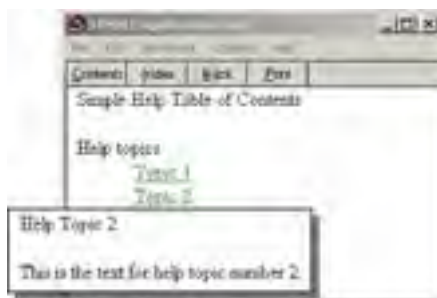 Contents Index Back Print
Simple Help Table of Contents
Help topics
Topic 1
Topic 2
Help Topic 2
This is the text for help topic number 2